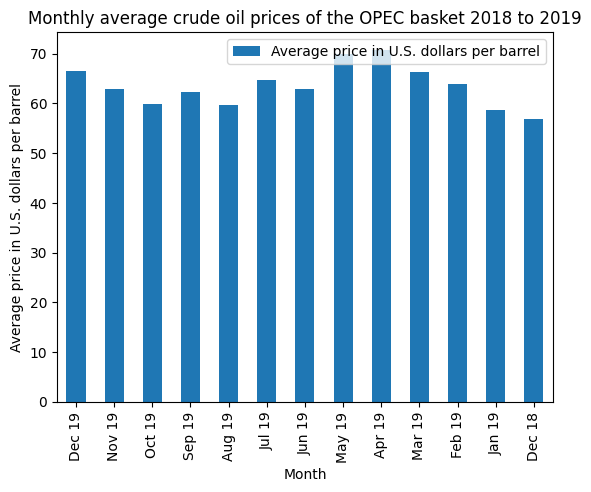 Monthly average crude oil prices of the OPEC basket 2018 to 2019
Average price in U.S. dollars per barrel
Average price in U.S. dollars per barrel
70
60
50
40
30
20
10
0
Dec 19
Nov 19
Oct 19
Sep 19
Aug 19
Jul 19
Jun 19
May 19
Apr 19
Mar 19
Feb 19
Jan 19
Dec 18
Month